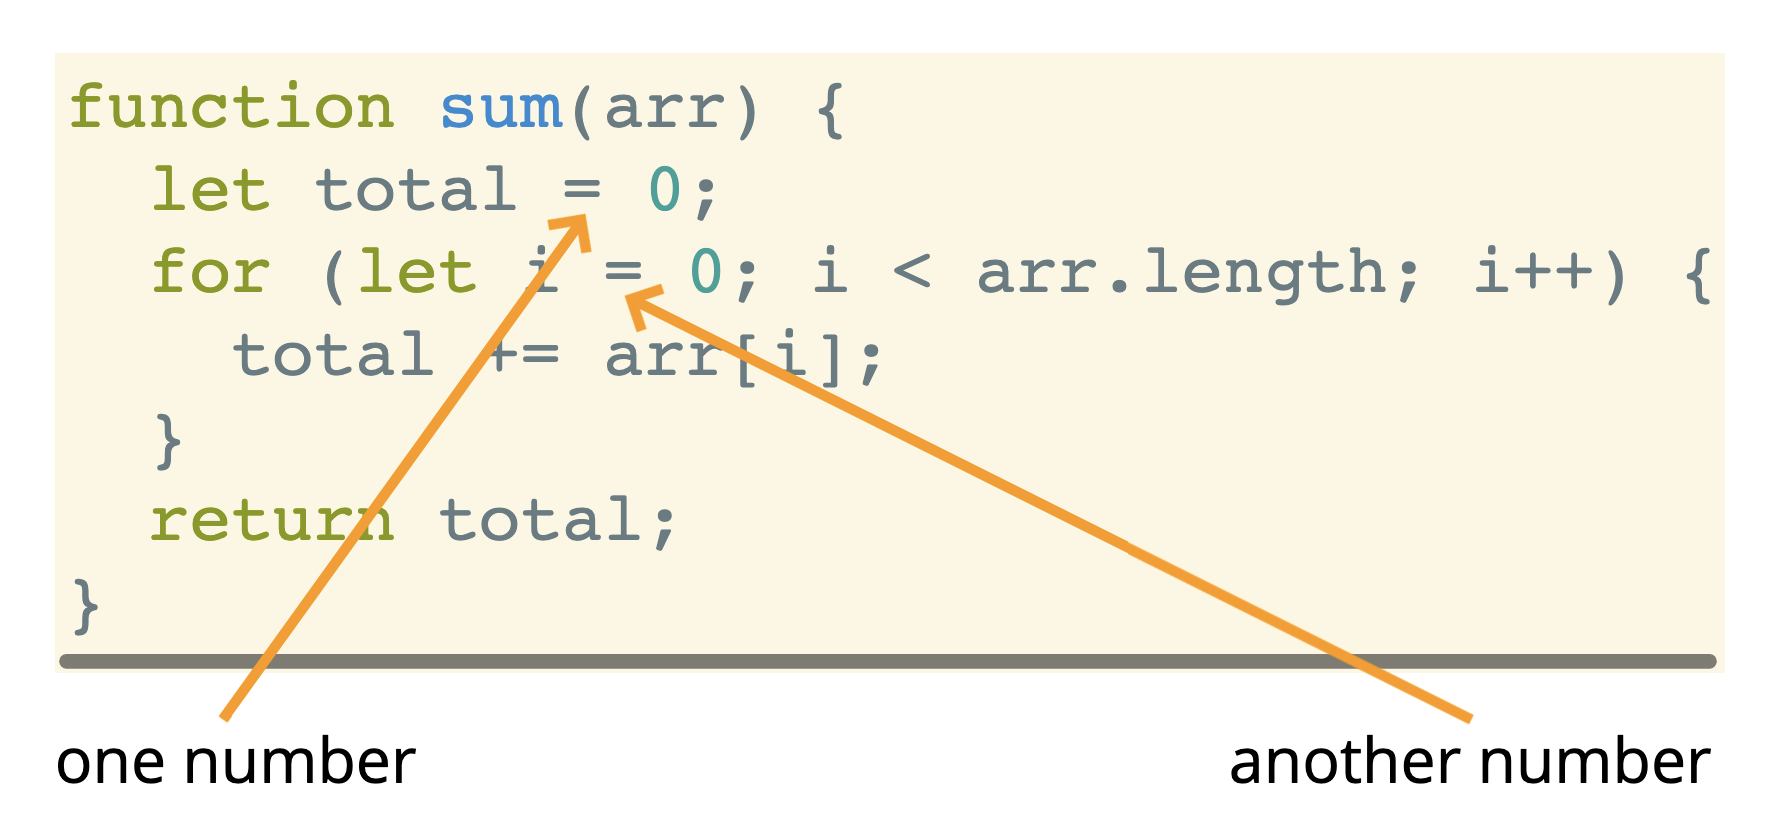 function sum(arr) {
  let total = 0;
  for (let i = 0; i < arr.length; i++) {
    total += arr[i];
  }
  return total;
}
one number
another number